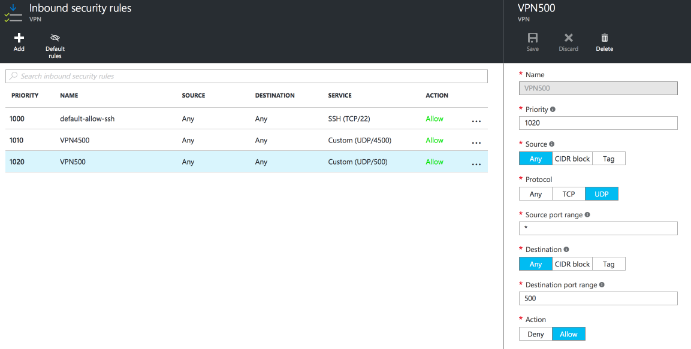 Inbound security rules
VPN
Add
Default
rules
Search inbound security rules
PRIORITY NAME SOURCE DESTINATION SERVICE ACTION
1000 default-allow-ssh Any Any SSH (TCP/22) Allow ...
1010 VPN4500 Any Any Custom (UDP/4500) Allow ...
1020 VPN500 Any Any Custom (UDP/500) Allow ...
VPN500
VPN
Save Discard Delete
* Name
VPN500
* Priority
1020
* Source
Any CIDR block Tag
* Protocol
Any TCP UDP
* Source port range
*
* Destination
Any CIDR block Tag
* Destination port range
500
* Action
Deny Allow